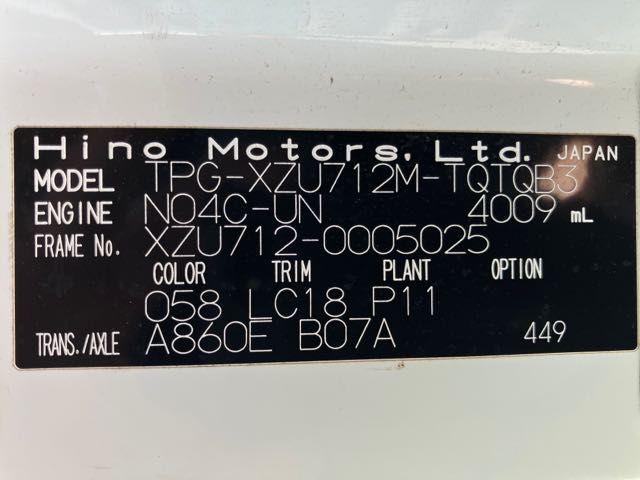 Hino Motors, Ltd. JAPAN
MODEL TPG-XZU712M-TQTQB3
ENGINE N04C-UN 4009 mL
FRAME No. XZU712-0005025
COLOR TRIM PLANT OPTION
058 LC18 P11
TRANS./AXLE A860E B07A 449